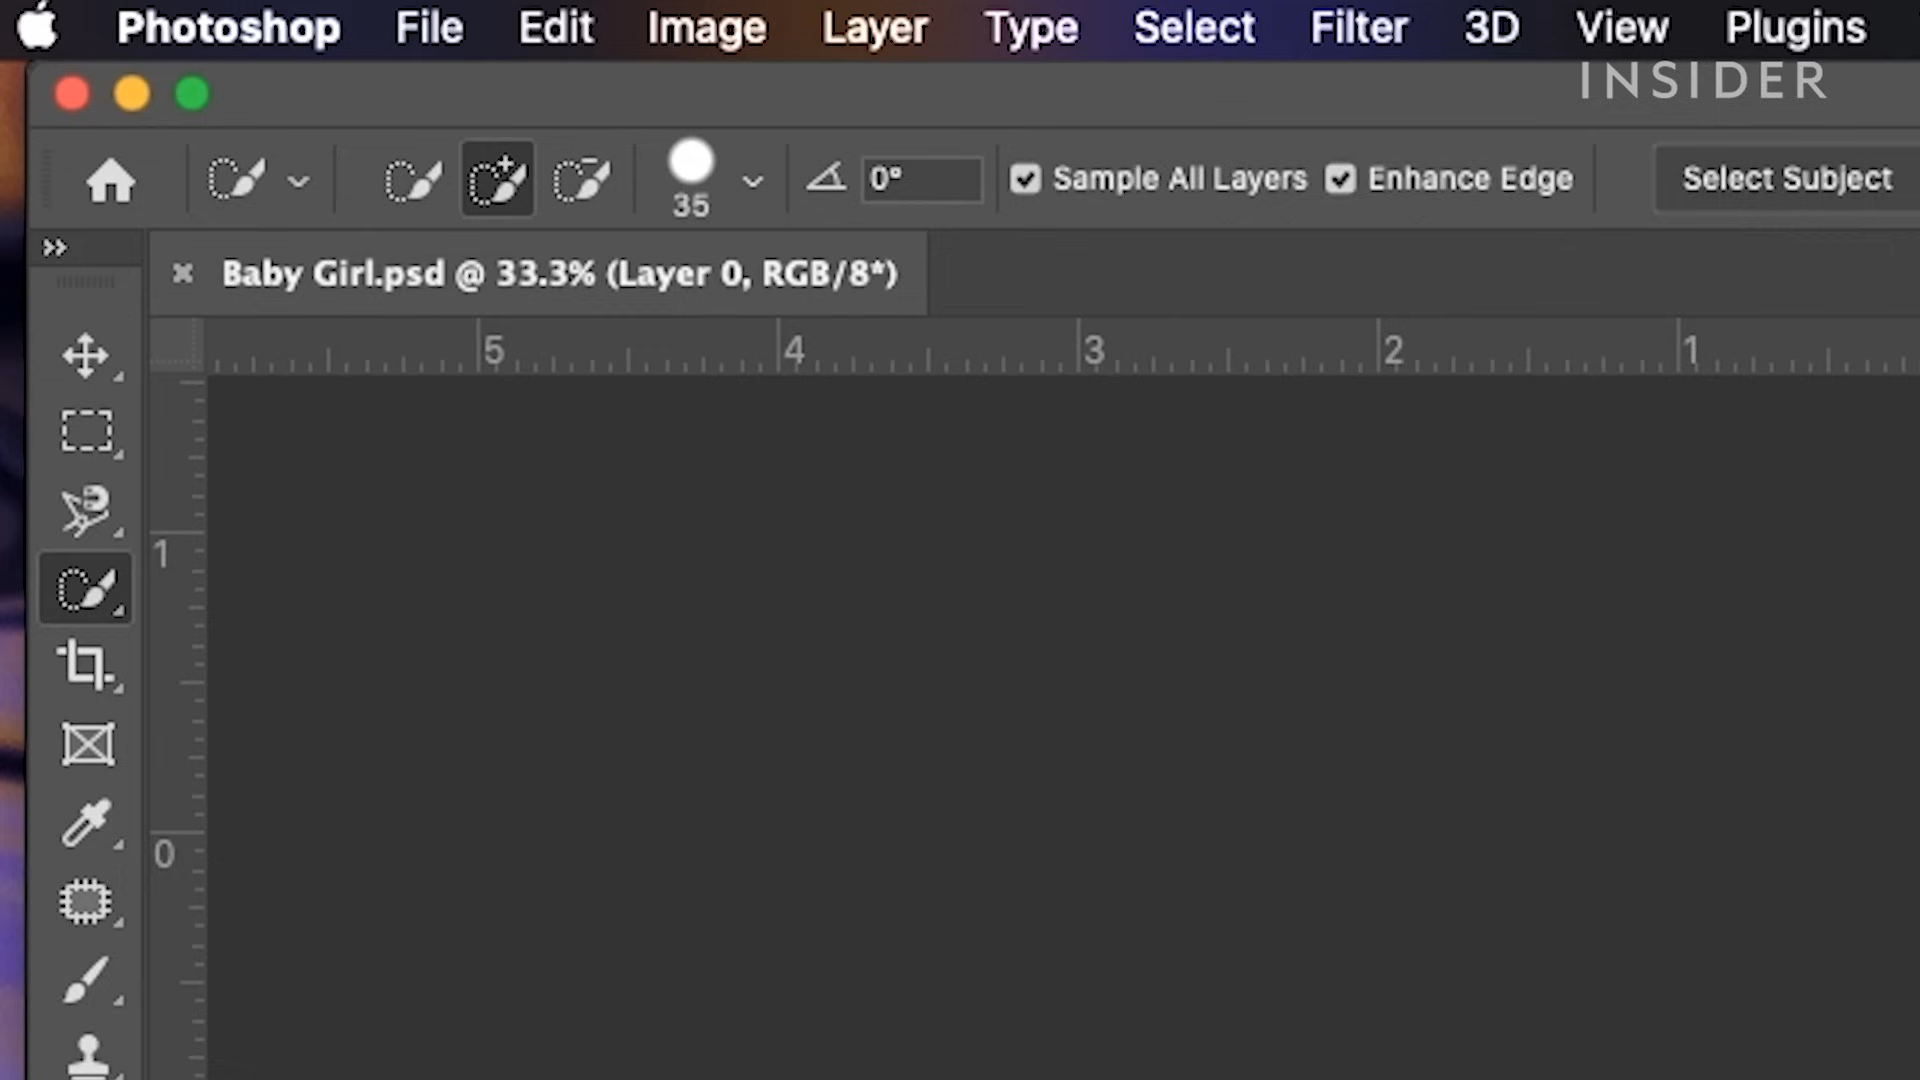 Photoshop File Edit Image Layer Type Select Filter 3D View Plugins
INSIDER
35
0°
Sample All Layers
Enhance Edge
Select Subject
Baby Girl.psd @ 33.3% (Layer 0, RGB/8*)
5 4 3 2 1
1
0